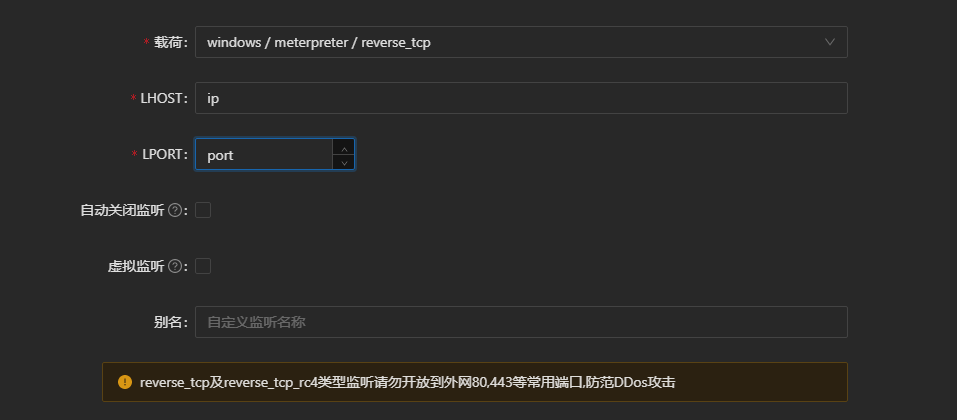 * 载荷: windows / meterpreter / reverse_tcp
* LHOST: ip
* LPORT: port
自动关闭监听 ? :
虚拟监听 ? :
别名: 自定义监听名称
reverse_tcp及reverse_tcp_rc4类型监听请勿开放到外网80,443等常用端口,防范DDos攻击